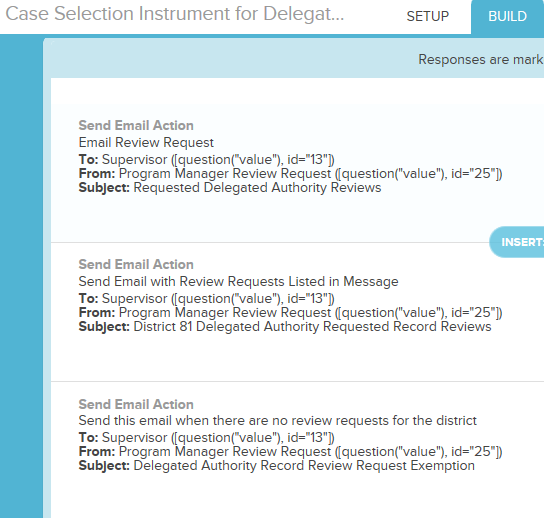 Case Selection Instrument for Delegat...
SETUP
BUILD
Responses are mark
Send Email Action
Email Review Request
To: Supervisor ([question("value"), id="13"])
From: Program Manager Review Request ([question("value"), id="25"])
Subject: Requested Delegated Authority Reviews
INSERT:
Send Email Action
Send Email with Review Requests Listed in Message
To: Supervisor ([question("value"), id="13"])
From: Program Manager Review Request ([question("value"), id="25"])
Subject: District 81 Delegated Authority Requested Record Reviews
Send Email Action
Send this email when there are no review requests for the district
To: Supervisor ([question("value"), id="13"])
From: Program Manager Review Request ([question("value"), id="25"])
Subject: Delegated Authority Record Review Request Exemption